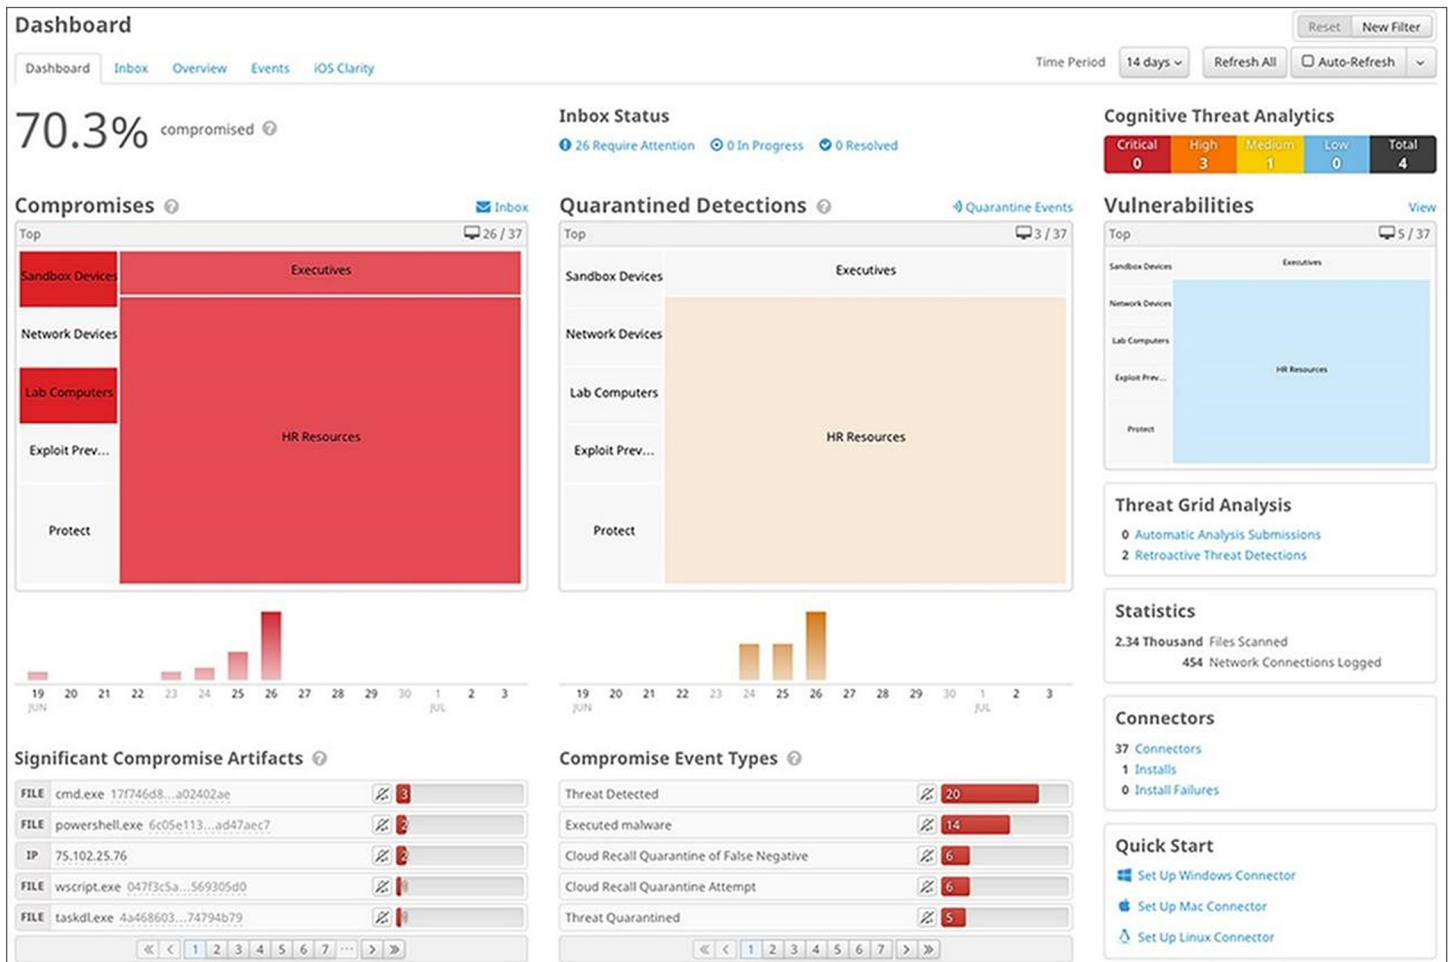 Dashboard
Reset New Filter
Dashboard Inbox Overview Events iOS Clarity
Time Period 14 days Refresh All Auto-Refresh
70.3% compromised ?
Inbox Status
26 Require Attention 0 In Progress 0 Resolved
Cognitive Threat Analytics
Critical High Medium Low Total
0 3 1 0 4
Compromises ? Inbox
Top 26 / 37
Sandbox Devices
Executives
Network Devices
Lab Computers
Exploit Prev...
HR Resources
Protect
19 20 21 22 23 24 25 26 27 28 29 30 1 2 3
JUN JUL
Quarantined Detections ? Quarantine Events
Top 3 / 37
Sandbox Devices
Executives
Network Devices
Lab Computers
Exploit Prev...
HR Resources
Protect
19 20 21 22 23 24 25 26 27 28 29 30 1 2 3
JUN JUL
Vulnerabilities View
Top 5 / 37
Sandbox Devices
Executives
Network Devices
Lab Computers
Exploit Prev...
HR Resources
Protect
Threat Grid Analysis
0 Automatic Analysis Submissions
2 Retroactive Threat Detections
Statistics
2.34 Thousand Files Scanned
454 Network Connections Logged
Significant Compromise Artifacts ?
FILE cmd.exe 17f746d8...a02402ae 3
FILE powershell.exe 6c05e113...ad47aec7 2
IP 75.102.25.76 2
FILE wscript.exe 047f3c5a...569305d0
FILE taskdl.exe 4a468603...74794b79
« < 1 2 3 4 5 6 7 ... > »
Compromise Event Types ?
Threat Detected 20
Executed malware 14
Cloud Recall Quarantine of False Negative 6
Cloud Recall Quarantine Attempt 6
Threat Quarantined 5
« < 1 2 3 4 5 6 7 > »
Connectors
37 Connectors
1 Installs
0 Install Failures
Quick Start
Set Up Windows Connector
Set Up Mac Connector
Set Up Linux Connector